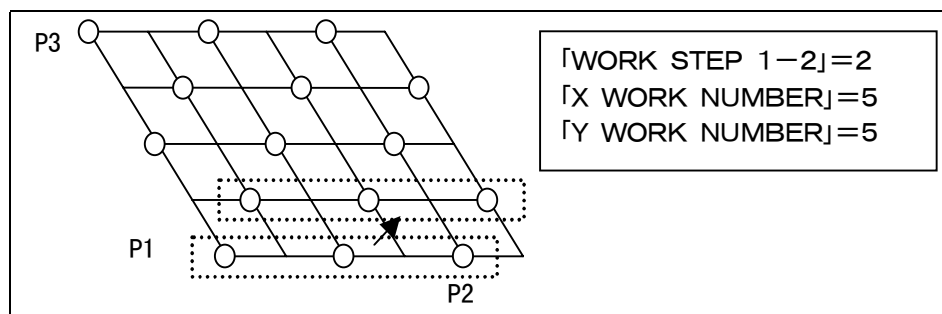 P3
P1
P2
「WORK STEP 1-2」=2
「X WORK NUMBER」=5
「Y WORK NUMBER」=5